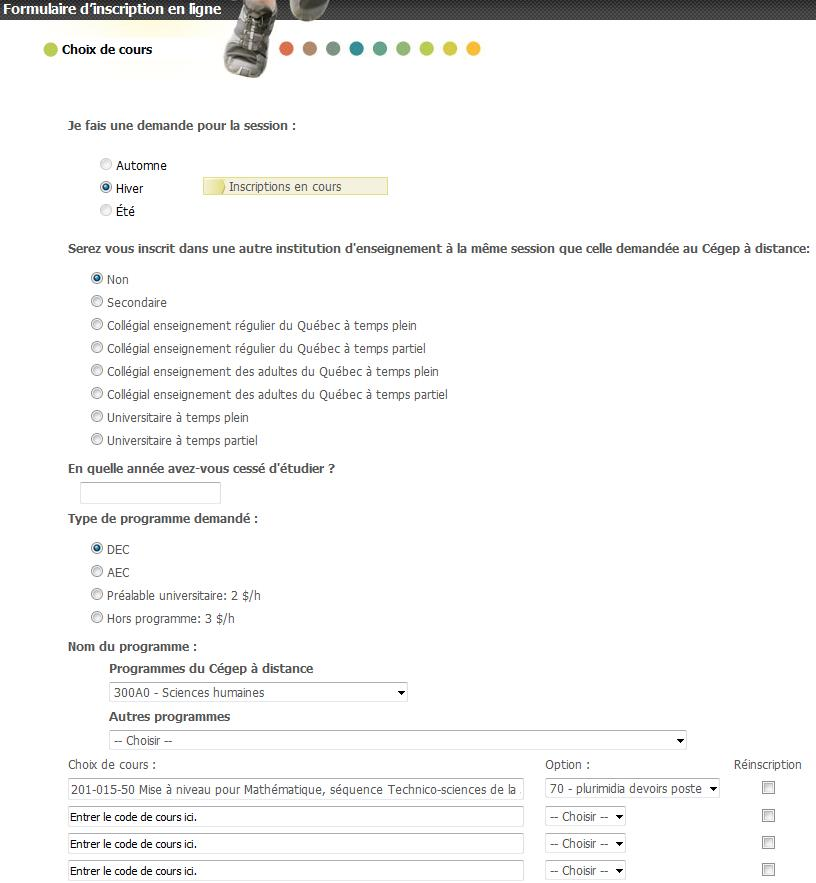 Formulaire d'inscription en ligne
Choix de cours
Je fais une demande pour la session :
Automne
Hiver
Inscriptions en cours
Été
Serez vous inscrit dans une autre institution d'enseignement à la même session que celle demandée au Cégep à distance:
Non
Secondaire
Collégial enseignement régulier du Québec à temps plein
Collégial enseignement régulier du Québec à temps partiel
Collégial enseignement des adultes du Québec à temps plein
Collégial enseignement des adultes du Québec à temps partiel
Universitaire à temps plein
Universitaire à temps partiel
En quelle année avez-vous cessé d'étudier ?
Type de programme demandé :
DEC
AEC
Préalable universitaire: 2 $/h
Hors programme: 3 $/h
Nom du programme :
Programmes du Cégep à distance
300A0 - Sciences humaines
Autres programmes
-- Choisir --
Choix de cours : Option : Réinscription
201-015-50 Mise à niveau pour Mathématique, séquence Technico-sciences de la 70 - plurimidia devoirs poste
Entrer le code de cours ici. -- Choisir --
Entrer le code de cours ici. -- Choisir --
Entrer le code de cours ici. -- Choisir --